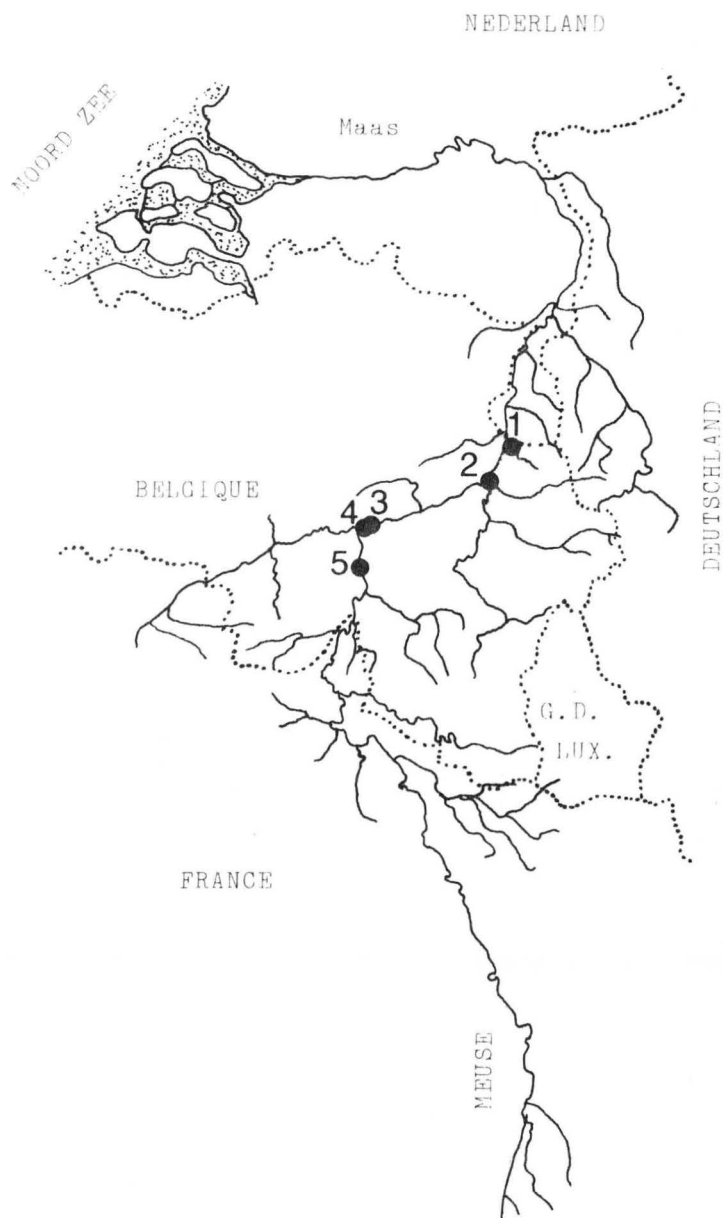 NEDERLAND
NOORD ZEE
Maas
1
2
DEUTSCHLAND
BELGIQUE
3
4
5
G.D.
LUX.
FRANCE
MEUSE